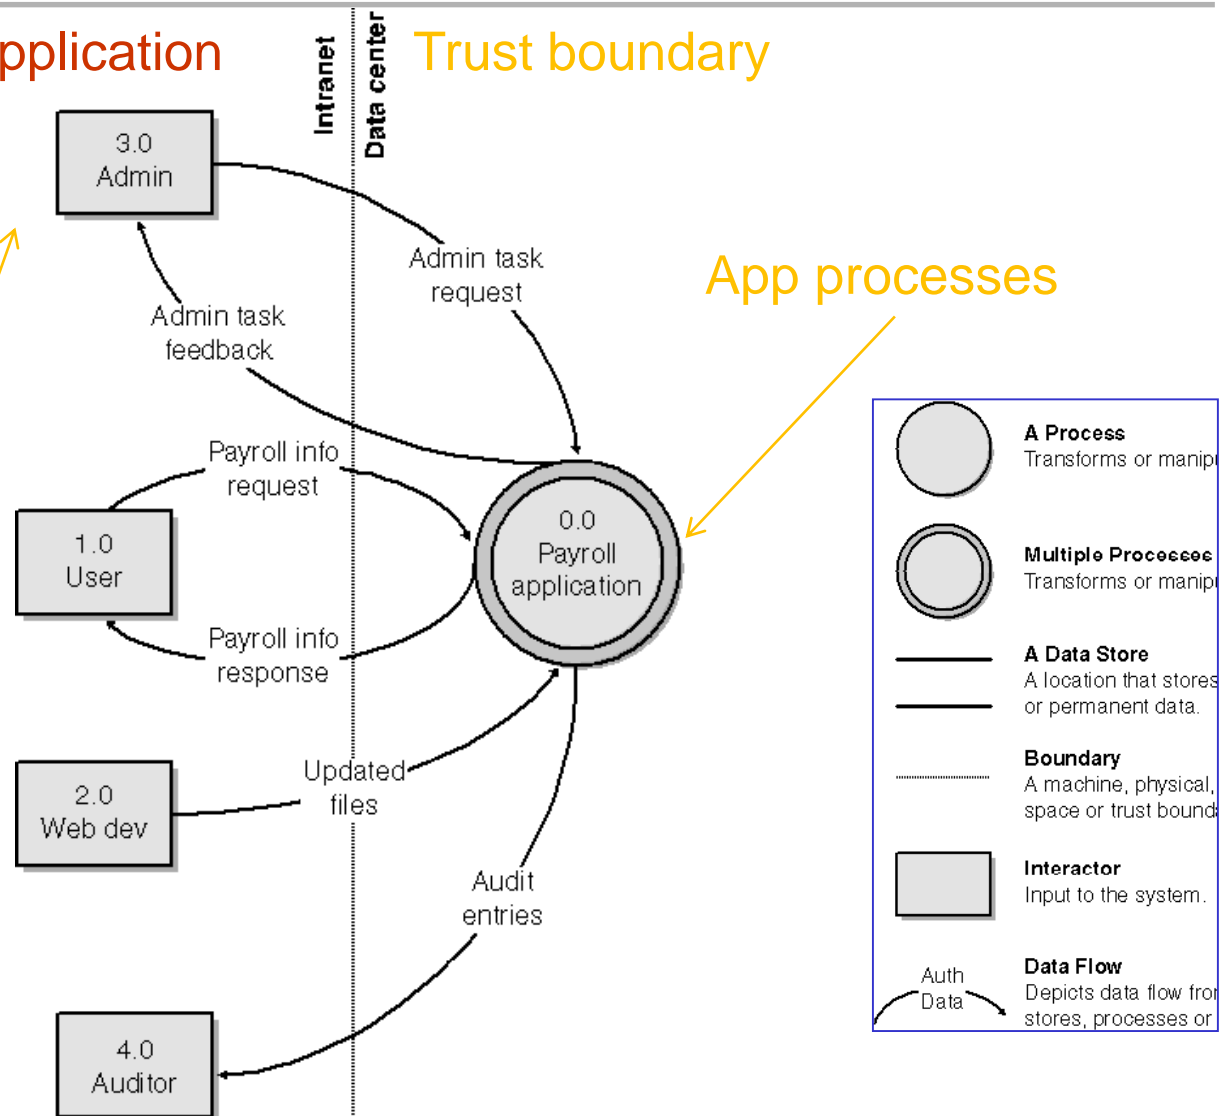 pplication
Trust boundary
Intranet
Data center
3.0
Admin
Admin task
request
App processes
Admin task
feedback
Payroll info
request
1.0
User
0.0
Payroll
application
Payroll info
response
Updated
files
2.0
Web dev
Audit
entries
4.0
Auditor
A Process
Transforms or manipu
Multiple Processes
Transforms or manipu
A Data Store
A location that stores
or permanent data.
Boundary
A machine, physical,
space or trust bounda
Interactor
Input to the system.
Auth
Data
Data Flow
Depicts data flow from
stores, processes or